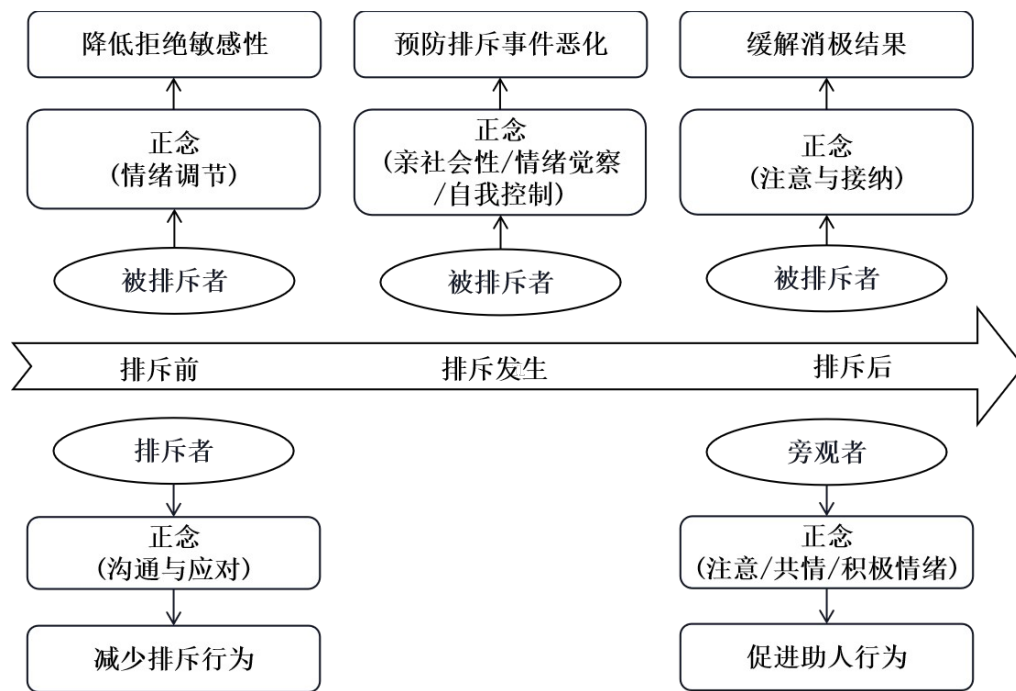 降低拒绝敏感性
预防排斥事件恶化
缓解消极结果
正念
(情绪调节)
正念
(亲社会性/情绪觉察
/自我控制)
正念
(注意与接纳)
被排斥者
被排斥者
被排斥者
排斥前
排斥发生
排斥后
排斥者
旁观者
正念
(沟通与应对)
正念
(注意/共情/积极情绪)
减少排斥行为
促进助人行为